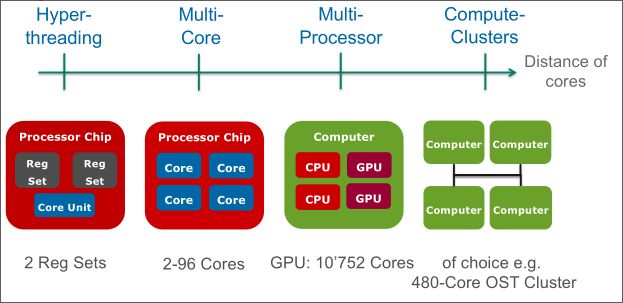 Hyper-
threading
Multi-
Core
Multi-
Processor
Compute-
Clusters
Distance of
cores
Processor Chip
Reg
Set
Reg
Set
Core Unit
2 Reg Sets
Processor Chip
Core
Core
Core
Core
2-96 Cores
Computer
CPU
GPU
CPU
GPU
GPU: 10’752 Cores
Computer
Computer
Computer
Computer
of choice e.g.
480-Core OST Cluster